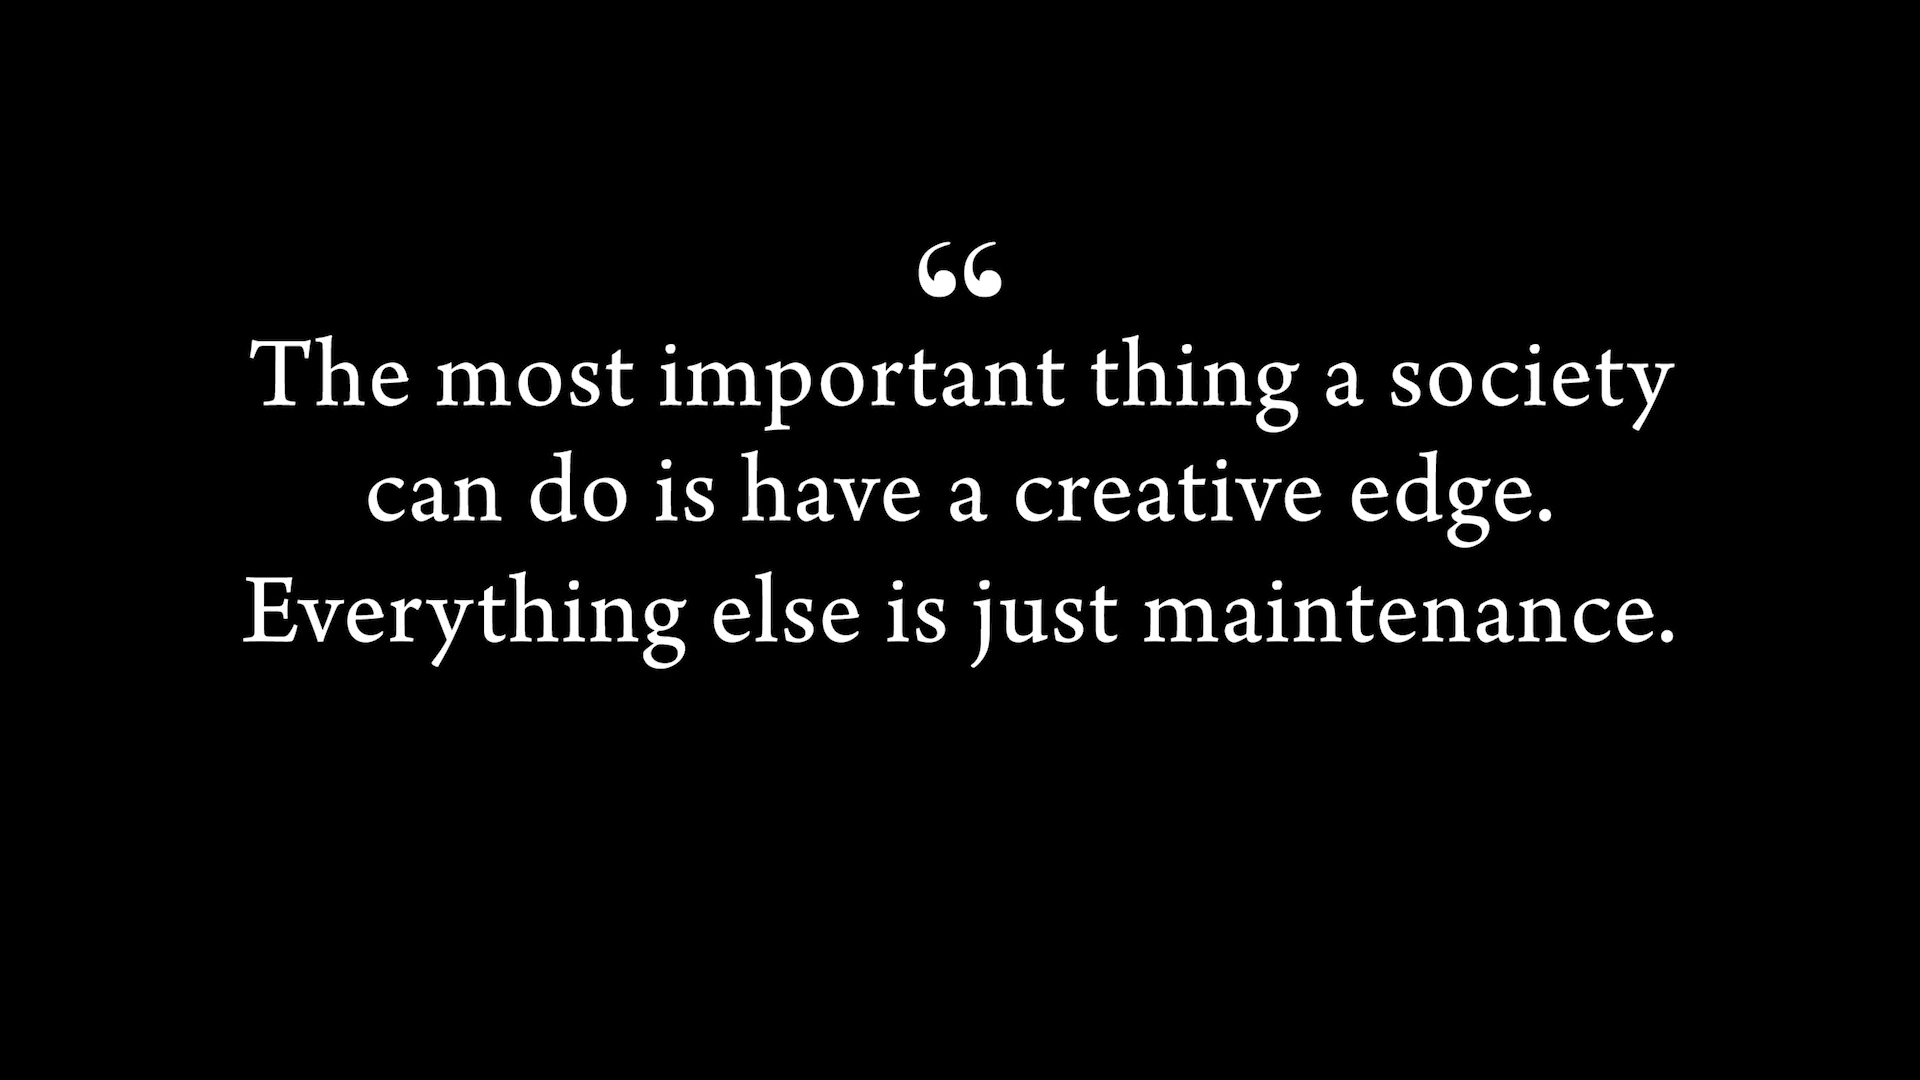 “
The most important thing a society
can do is have a creative edge.
Everything else is just maintenance.